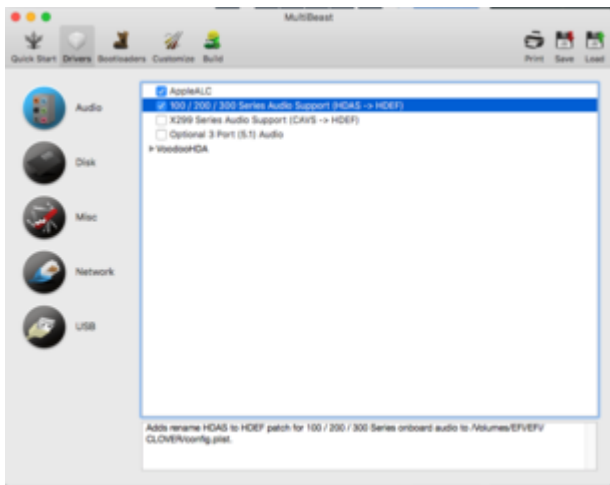 MultiBeast
Quick Start Drivers Bootloaders Customize Build Print Save Load
Audio
Disk
Misc
Network
USB
AppleALC
100 / 200 / 300 Series Audio Support (HDAS -> HDEF)
X299 Series Audio Support (CAVS -> HDEF)
Optional 3 Port (5.1) Audio
VoodooHDA
Adds rename HDAS to HDEF patch for 100 / 200 / 300 Series onboard audio to /Volumes/EFI/EFI/
CLOVER/config.plist.